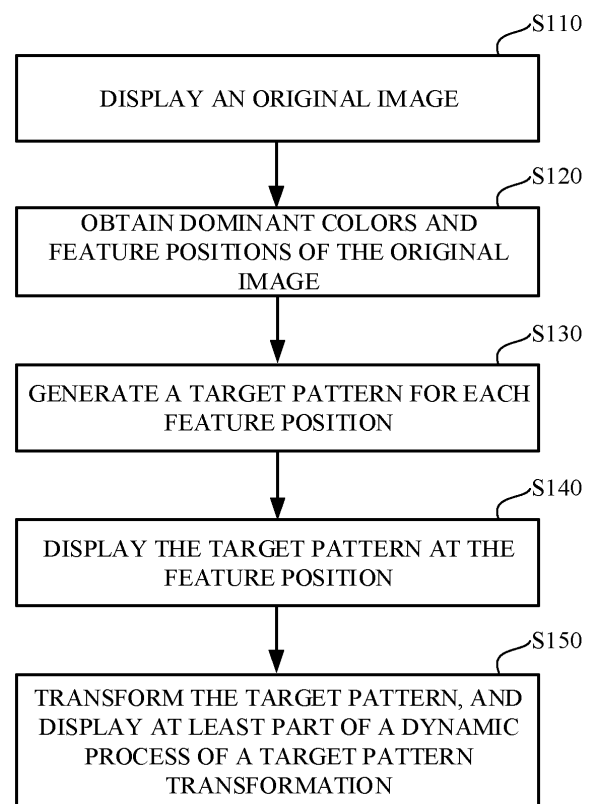 S110
DISPLAY AN ORIGINAL IMAGE
S120
OBTAIN DOMINANT COLORS AND
FEATURE POSITIONS OF THE ORIGINAL
IMAGE
S130
GENERATE A TARGET PATTERN FOR EACH
FEATURE POSITION
S140
DISPLAY THE TARGET PATTERN AT THE
FEATURE POSITION
S150
TRANSFORM THE TARGET PATTERN, AND
DISPLAY AT LEAST PART OF A DYNAMIC
PROCESS OF A TARGET PATTERN
TRANSFORMATION